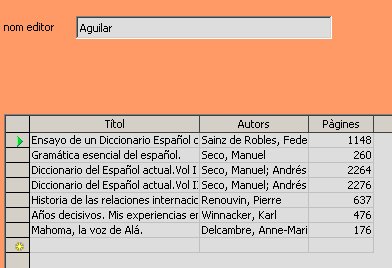 nom editor Aguilar
Títol Autors Pàgines
Ensayo de un Diccionario Español Sainz de Robles, Fede 1148
Gramática esencial del español. Seco, Manuel 260
Diccionario del Español actual.Vol I Seco, Manuel; Andrés 2264
Diccionario del Español actual.Vol I. Seco, Manuel; Andrés 2276
Historia de las relaciones internacio Renouvin, Pierre 637
Años decisivos. Mis experiencias en Winnacker, Karl 476
Mahoma, la voz de Alá. Delcambre, Anne-Mari 176